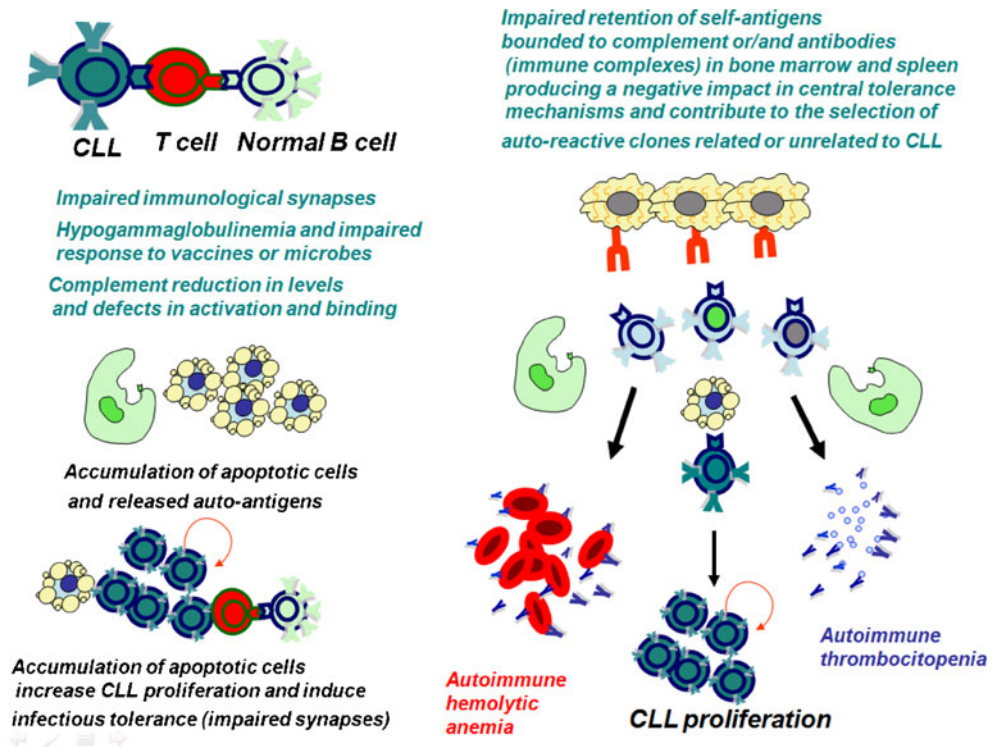 CLL
T cell
Normal B cell
Impaired immunological synapses
Hypogammaglobulinemia and impaired
response to vaccines or microbes
Complement reduction in levels
and defects in activation and binding
Accumulation of apoptotic cells
and released auto-antigens
Accumulation of apoptotic cells
increase CLL proliferation and induce
infectious tolerance (impaired synapses)
Impaired retention of self-antigens
bounded to complement or/and antibodies
(immune complexes) in bone marrow and spleen
producing a negative impact in central tolerance
mechanisms and contribute to the selection of
auto-reactive clones related or unrelated to CLL
Autoimmune
hemolytic
anemia
CLL proliferation
Autoimmune
thrombocitopenia